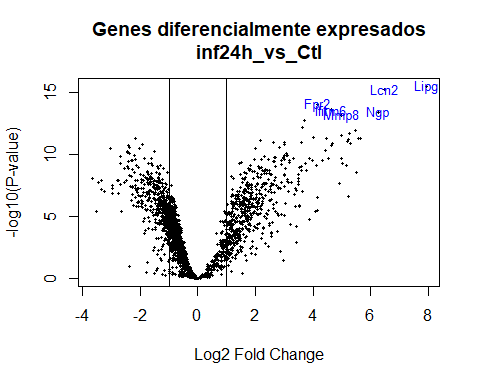 Genes diferencialmente expresados
inf24h_vs_Ctl
-log10(P-value)
15
10
5
0
Lipg
Lcn2
Fpr2
Ngp
Mmp8
-4
-2
0
2
4
6
8
Log2 Fold Change